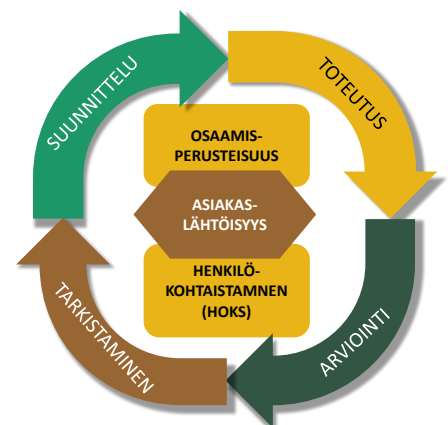 SUUNNITTELU
TOTEUTUS
OSAAMIS-
PERUSTEISUUS
ASIAKAS-
LÄHTÖISYYS
HENKILÖ-
KOHTAISTAMNEN
(HOKS)
TARKISTAMINEN
ARVIOINTI